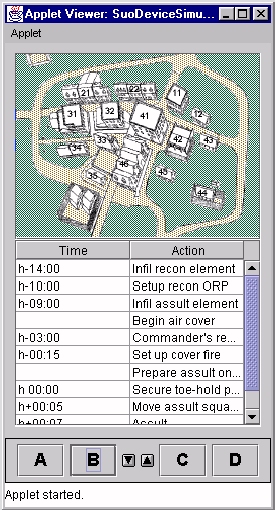 Applet Viewer: SuoDeviceSimu...
Applet
21 22 11
31 32 41 12
33 42 43
34
46
35 45
44
Time Action
h-14:00 Infil recon element
h-10:00 Setup recon ORP
h-09:00 Infil assult element
Begin air cover
h-03:00 Commander's re...
h-00:15 Set up cover fire
Prepare assult on...
h 00:00 Secure toe-hold p...
h+00:05 Move assult squa...
h+00:07 Assult
A B C D
Applet started.